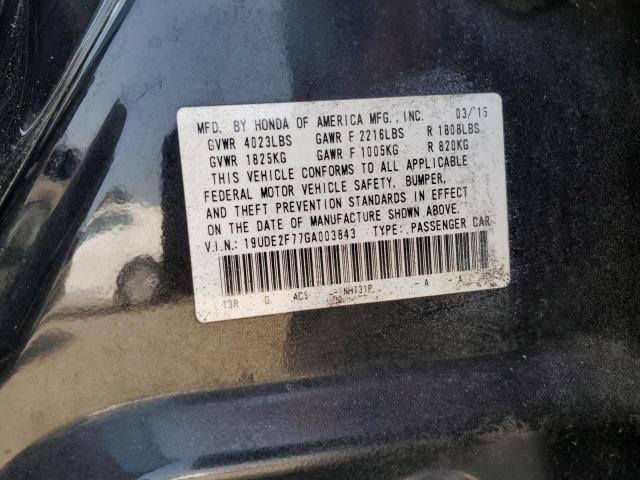 MFD. BY HONDA OF AMERICA MFG., INC. 03/15
GVWR 4023LBS GAWR F 2216LBS R 1808LBS
GVWR 1825KG GAWR F 1005KG R 820KG
THIS VEHICLE CONFORMS TO ALL APPLICABLE
FEDERAL MOTOR VEHICLE SAFETY, BUMPER,
AND THEFT PREVENTION STANDARDS IN EFFECT
ON THE DATE OF MANUFACTURE SHOWN ABOVE.
V.I.N.: 19UDE2F77GA003843 TYPE: PASSENGER CAR
T3R G AC5 NH731P -A -A